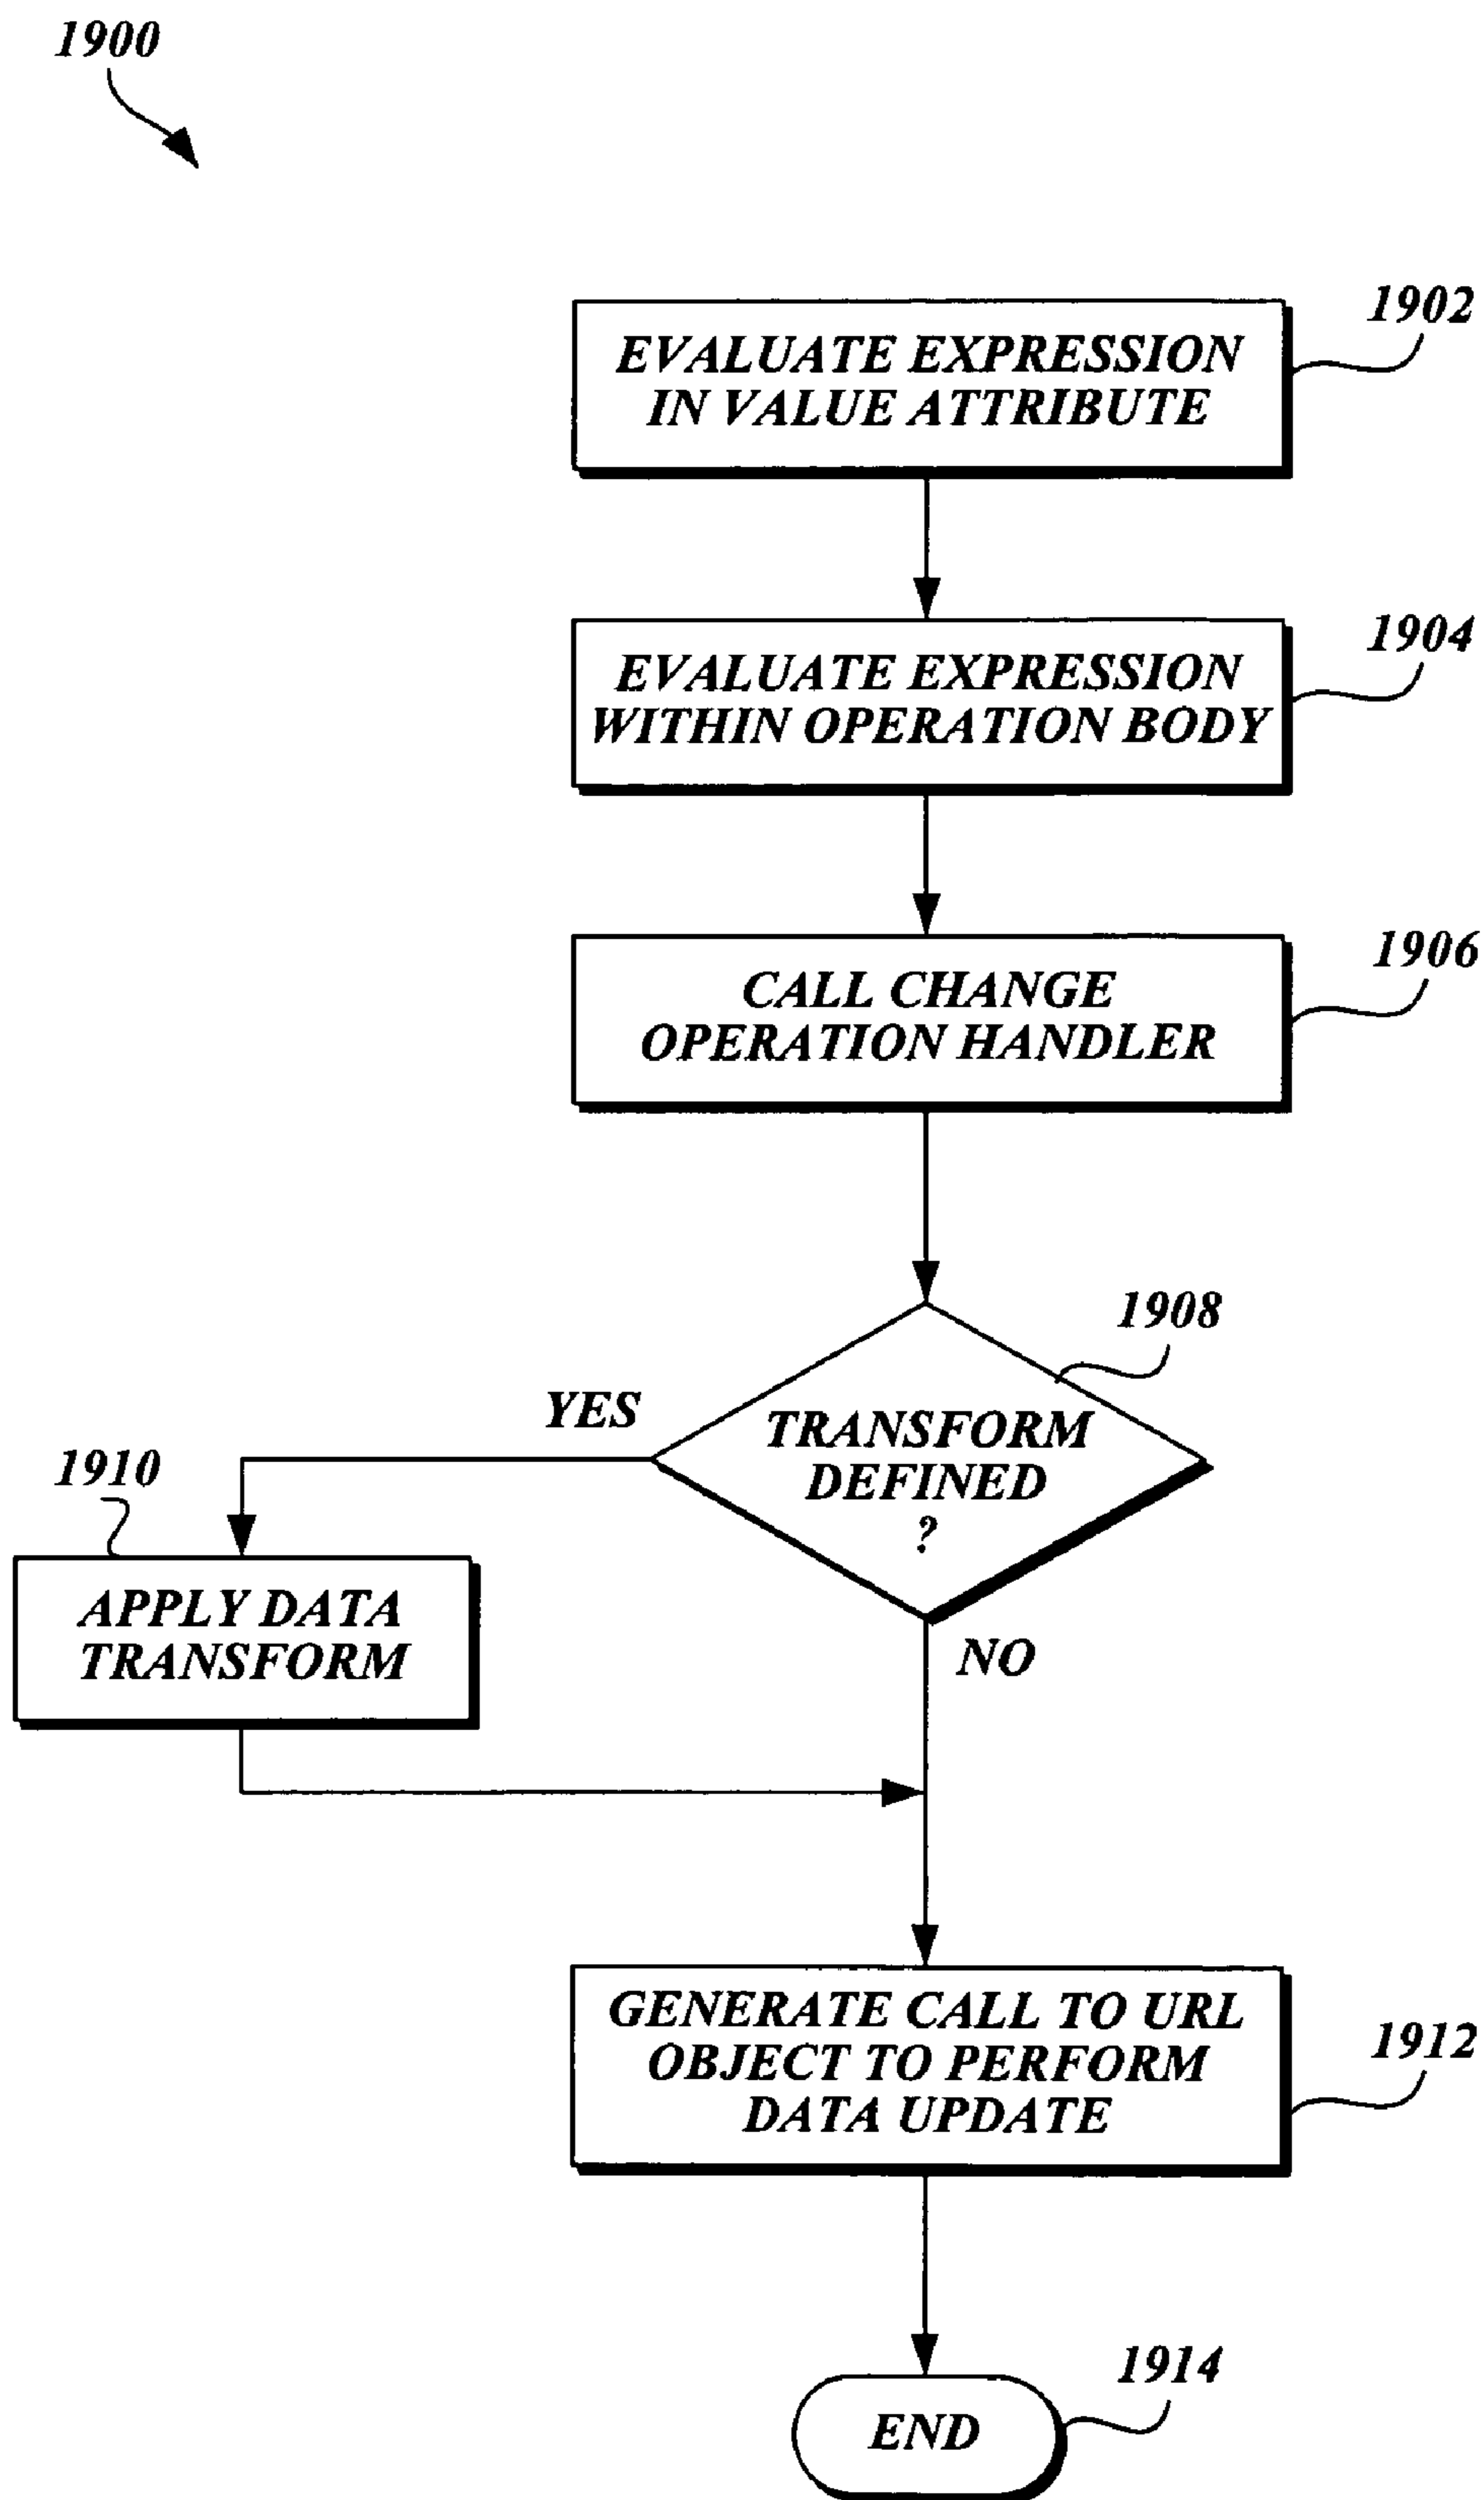 1900
1902
EVALUATE EXPRESSION
IN VALUE ATTRIBUTE
1904
EVALUATE EXPRESSION
WITHIN OPERATION BODY
1906
CALL CHANGE
OPERATION HANDLER
1908
TRANSFORM
DEFINED
?
YES
1910
APPLY DATA
TRANSFORM
NO
GENERATE CALL TO URL
OBJECT TO PERFORM
DATA UPDATE
1912
1914
END